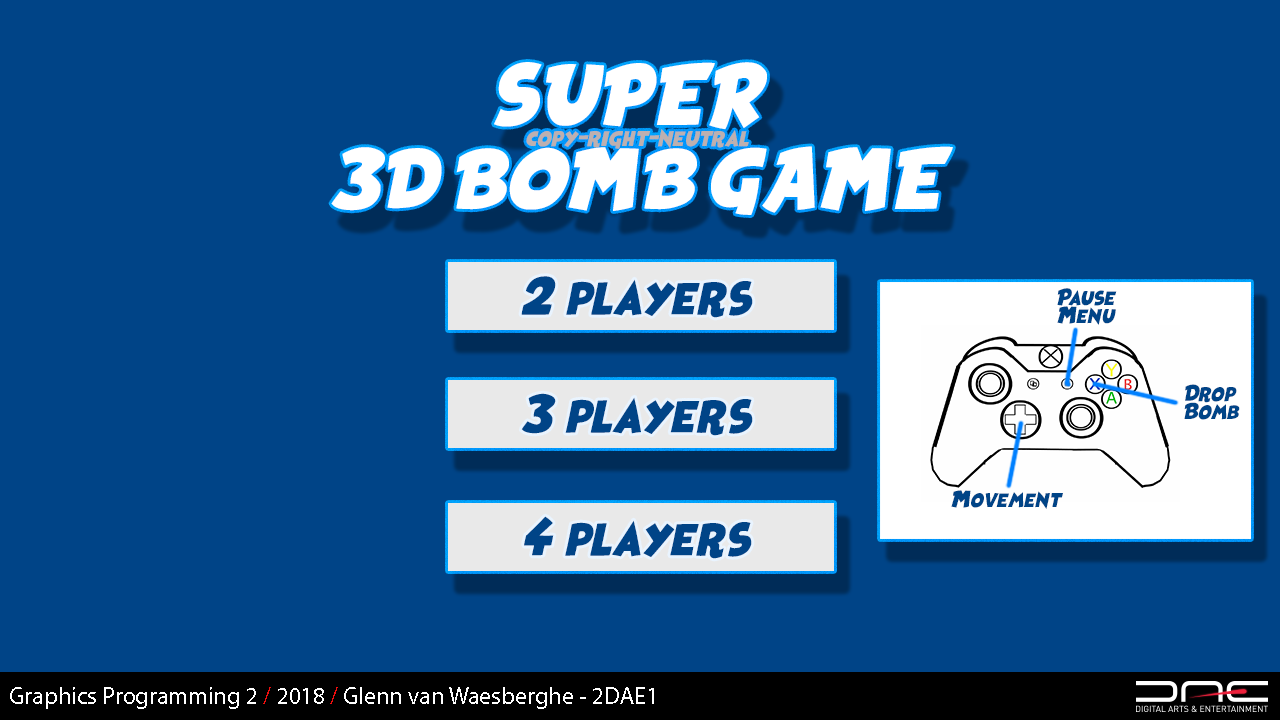 SUPER
COPY-RIGHT-NEUTRAL
3D BOMB GAME
2 PLAYERS
3 PLAYERS
4 PLAYERS
PAUSE
MENU
Y
X
B
A
DROP
BOMB
MOVEMENT
Graphics Programming 2 / 2018 / Glenn van Waesberghe - 2DAE1
DAE
DIGITAL ARTS & ENTERTAINMENT